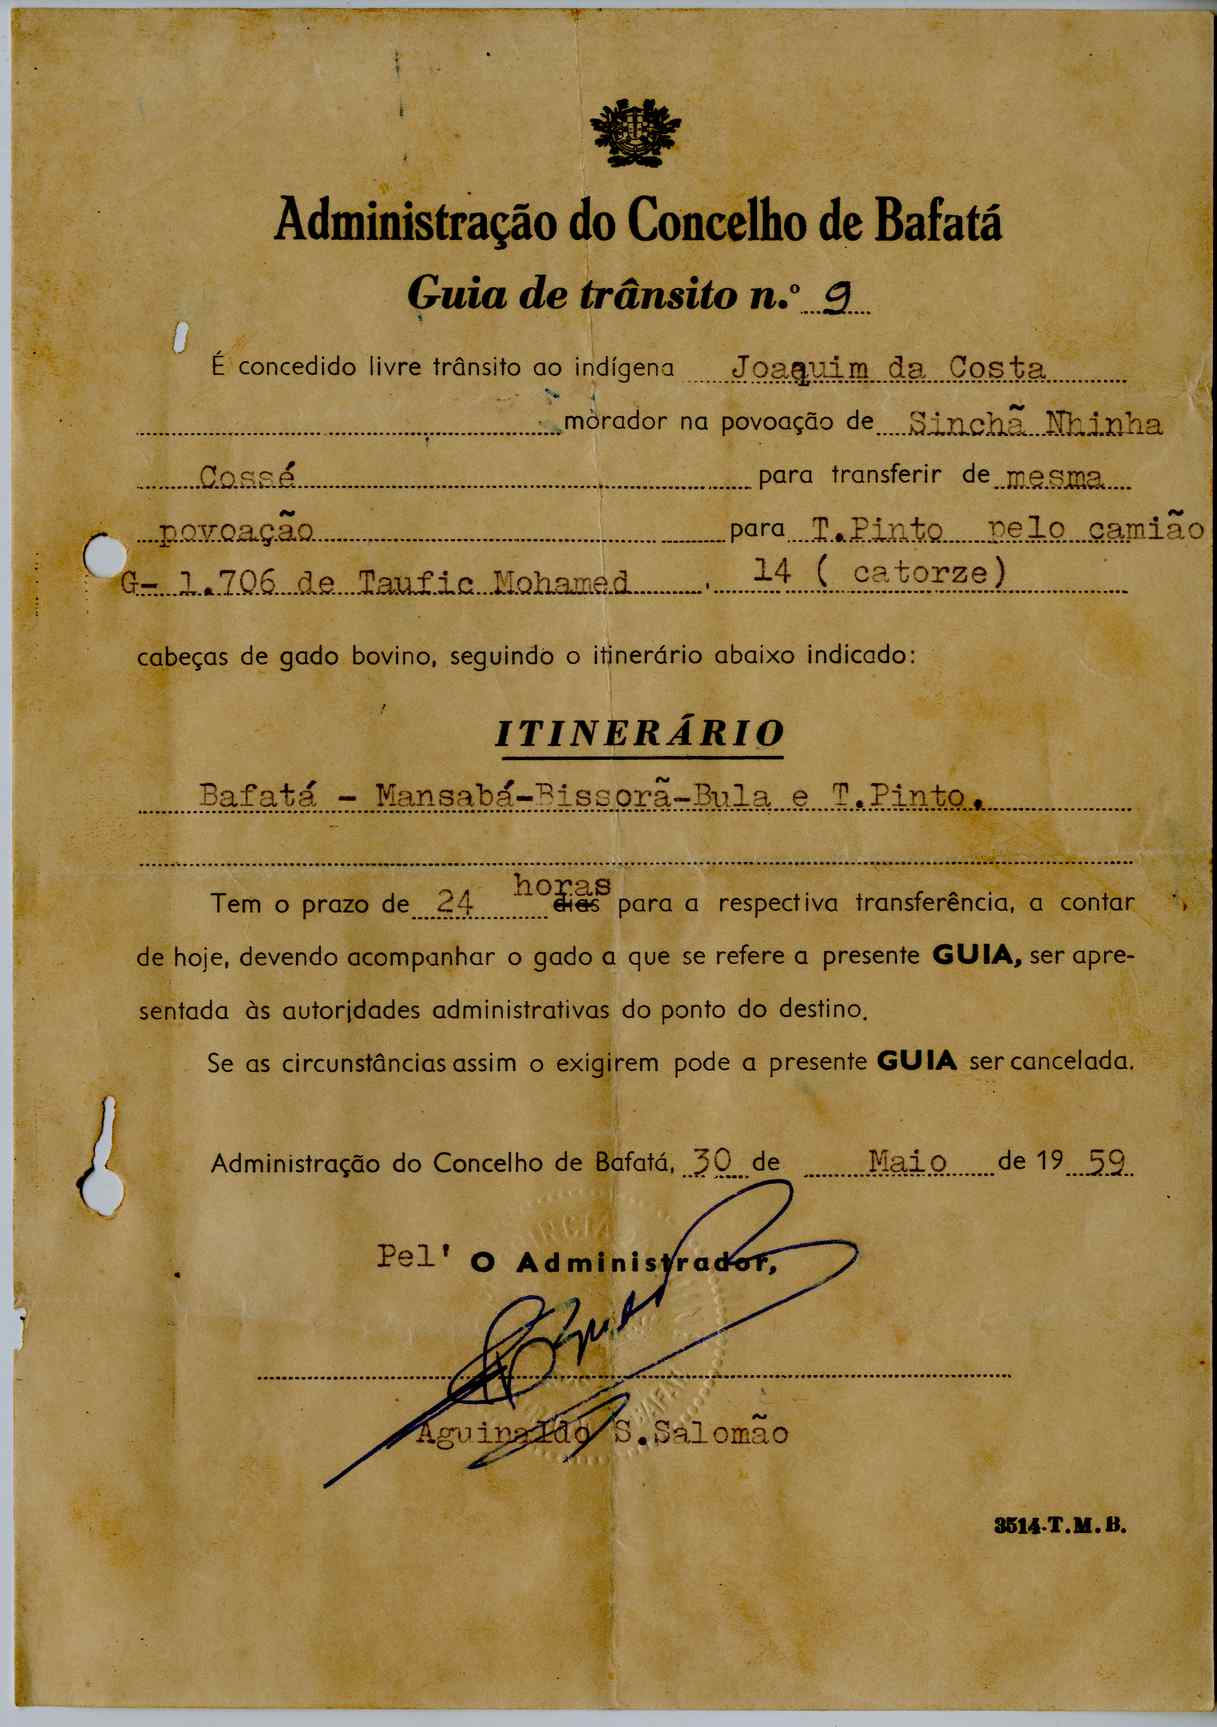 Administração do Concelho de Bafatá
Guia de trânsito n.º 9
É concedido livre trânsito ao indígena Joaquim da Costa
morador na povoação de Sinchã Nhinha
Cossé para transferir de mesma
povoação para T.Pinto pelo camião
G- 1.706 de Taufic Mohamed . 14 ( catorze)
cabeças de gado bovino, seguindo o itinerário abaixo indicado:
ITINERÁRIO
Bafatá - Mansabá-Bissorã-Bula e T.Pinto.
horas
Tem o prazo de 24 dias para a respectiva transferência, a contar
de hoje, devendo acompanhar o gado a que se refere a presente GUIA, ser apre-
sentada às autoridades administrativas do ponto do destino.
Se as circunstâncias assim o exigirem pode a presente GUIA ser cancelada.
Administração do Concelho de Bafatá, 30 de Maio de 19 59
Pel' O Administrador,
Aguinaldo S.Salomão
3514-T.M.B.